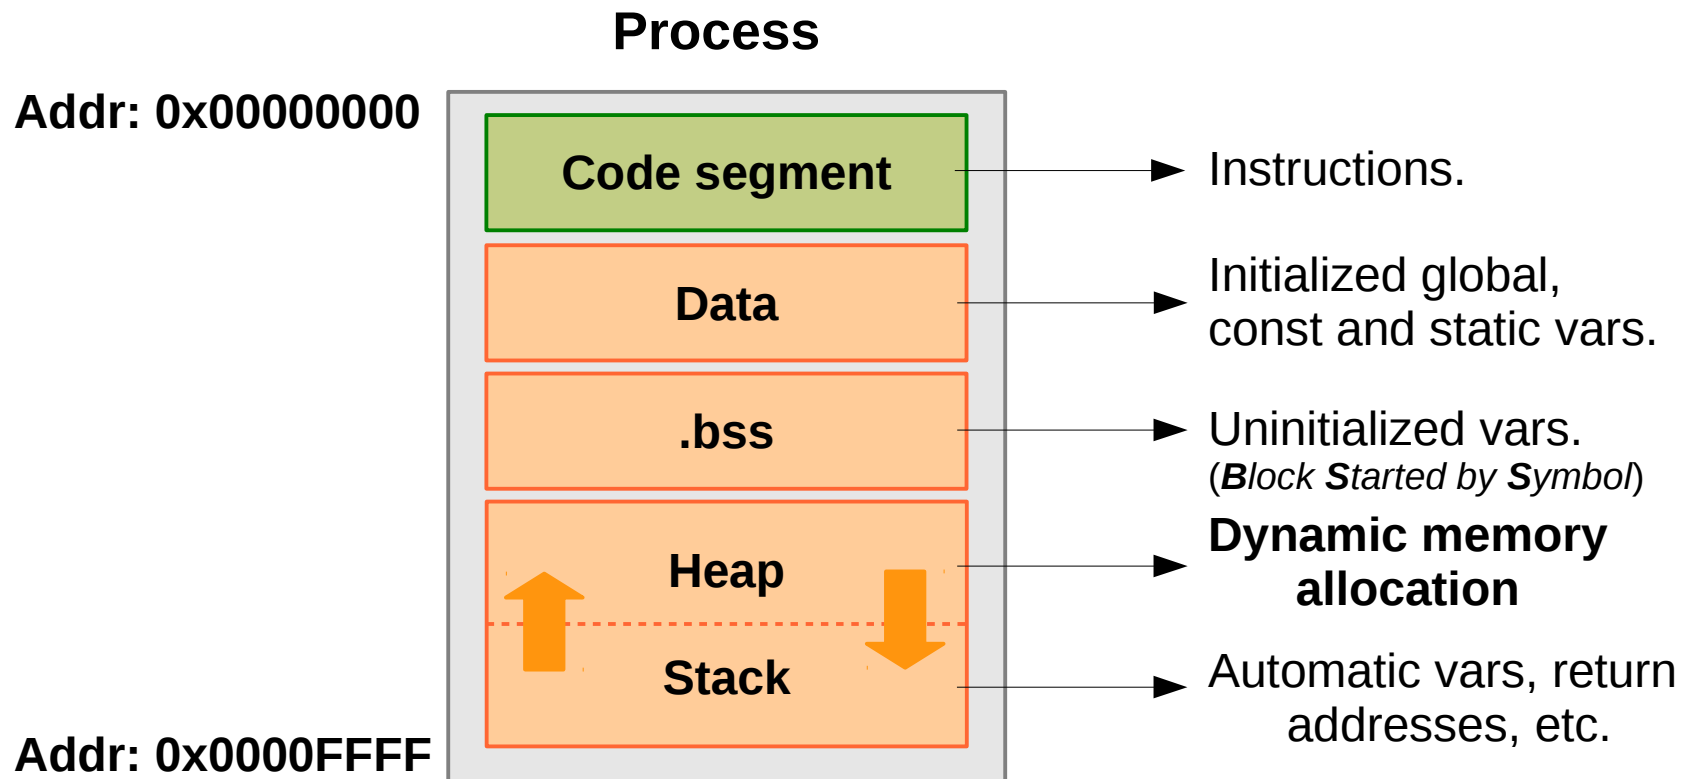 Process
Addr: 0x00000000
Code segment
Instructions.
Data
Initialized global,
const and static vars.
.bss
Uninitialized vars.
(Block Started by Symbol)
Heap
Dynamic memory
allocation
Stack
Automatic vars, return
addresses, etc.
Addr: 0x0000FFFF